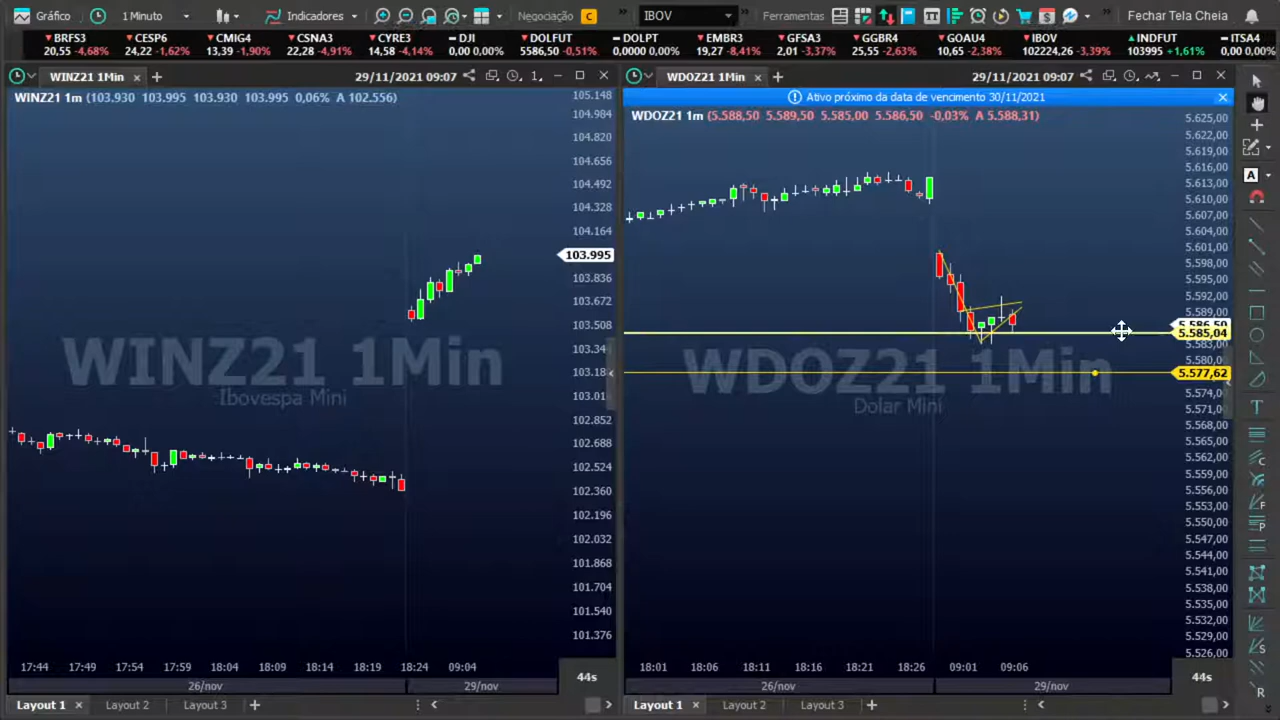 Gráfico 1 Minuto Indicadores Negociação C IBOV Ferramentas Fechar Tela Cheia
BRFS3 CESP6 CMIG4 CSNA3 CYRE3 DJI DOLFUT DOLPT EMBR3 GFSA3 GGBR4 GOAU4 IBOV INDFUT ITSA4
20,55 -4,68% 24,22 -1,62% 13,39 -1,90% 22,28 -4,91% 14,58 -4,14% 0,00 0,00% 5586,50 -0,51% 0,0000 0,00% 19,27 -8,41% 2,01 -3,37% 25,55 -2,63% 10,65 -2,38% 102224,26 -3,39% 103995 +1,61% 0,00 0,00%
WINZ21 1Min
29/11/2021 09:07
1
WINZ21 1m (103.930 103.995 103.930 103.995 0,06% A 102.556)
105.148
104.984
104.820
104.656
104.492
104.328
104.164
103.995
103.836
103.672
103.508
103.34
103.18
103.01
102.852
102.688
102.524
102.360
102.196
102.032
101.868
101.704
101.540
101.376
WINZ21 1Min
Ibovespa Mini
17:44 17:49 17:54 17:59 18:04 18:09 18:14 18:19 18:24 09:04
26/nov 29/nov
44s
Layout 1 Layout 2 Layout 3
WDOZ21 1Min
29/11/2021 09:07
Ativo próximo da data de vencimento 30/11/2021
WDOZ21 1m (5.588,50 5.589,50 5.585,00 5.586,50 -0,03% A 5.588,31)
5.625,00
5.622,00
5.619,00
5.616,00
5.613,00
5.610,00
5.607,00
5.604,00
5.601,00
5.598,00
5.595,00
5.592,00
5.589,00
5.586,50
5.585,04
5.583,00
5.580,00
5.577,62
5.574,00
5.571,00
5.568,00
5.565,00
5.562,00
5.559,00
5.556,00
5.553,00
5.550,00
5.547,00
5.544,00
5.541,00
5.538,00
5.535,00
5.532,00
5.529,00
5.526,00
WDOZ21 1Min
Dolar Mini
18:01 18:06 18:11 18:16 18:21 18:26 09:01 09:06
26/nov 29/nov
44s
Layout 1 Layout 2 Layout 3
A
T
C
F
P
S
R